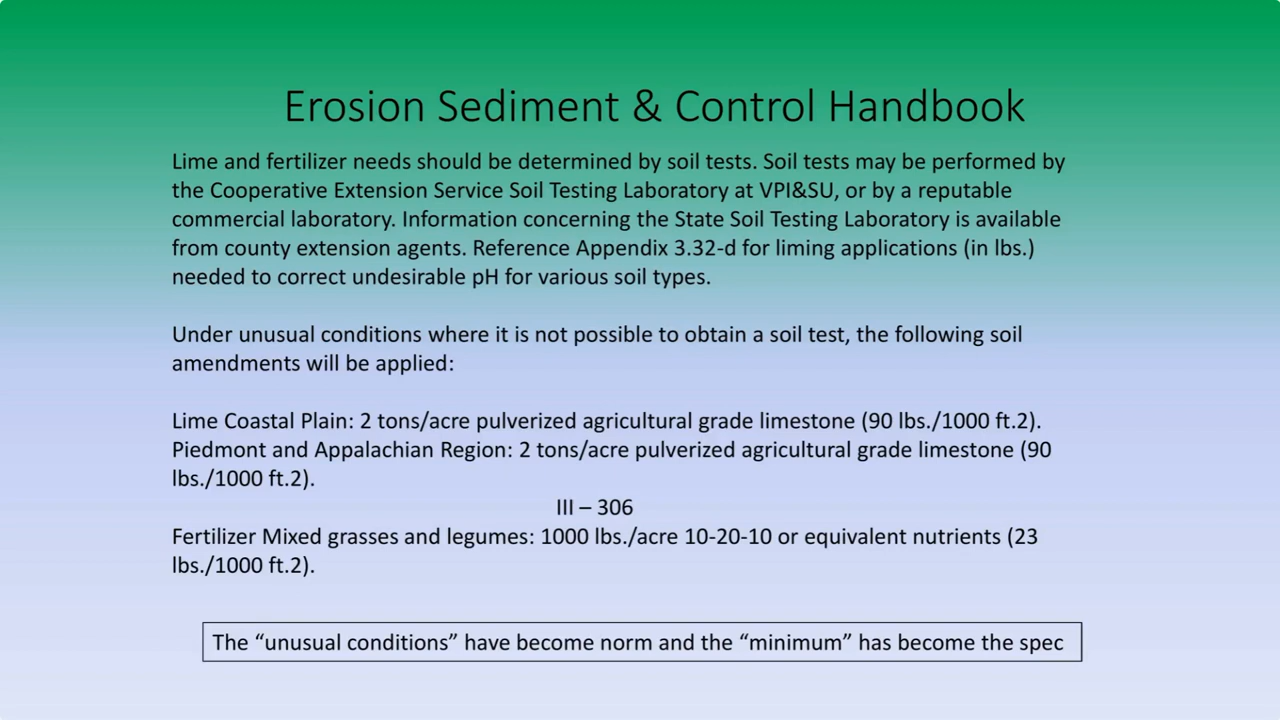 Erosion Sediment & Control Handbook
Lime and fertilizer needs should be determined by soil tests. Soil tests may be performed by
the Cooperative Extension Service Soil Testing Laboratory at VPI&SU, or by a reputable
commercial laboratory. Information concerning the State Soil Testing Laboratory is available
from county extension agents. Reference Appendix 3.32-d for liming applications (in lbs.)
needed to correct undesirable pH for various soil types.
Under unusual conditions where it is not possible to obtain a soil test, the following soil
amendments will be applied:
Lime Coastal Plain: 2 tons/acre pulverized agricultural grade limestone (90 lbs./1000 ft.2).
Piedmont and Appalachian Region: 2 tons/acre pulverized agricultural grade limestone (90
lbs./1000 ft.2).
III – 306
Fertilizer Mixed grasses and legumes: 1000 lbs./acre 10-20-10 or equivalent nutrients (23
lbs./1000 ft.2).
The “unusual conditions” have become norm and the “minimum” has become the spec